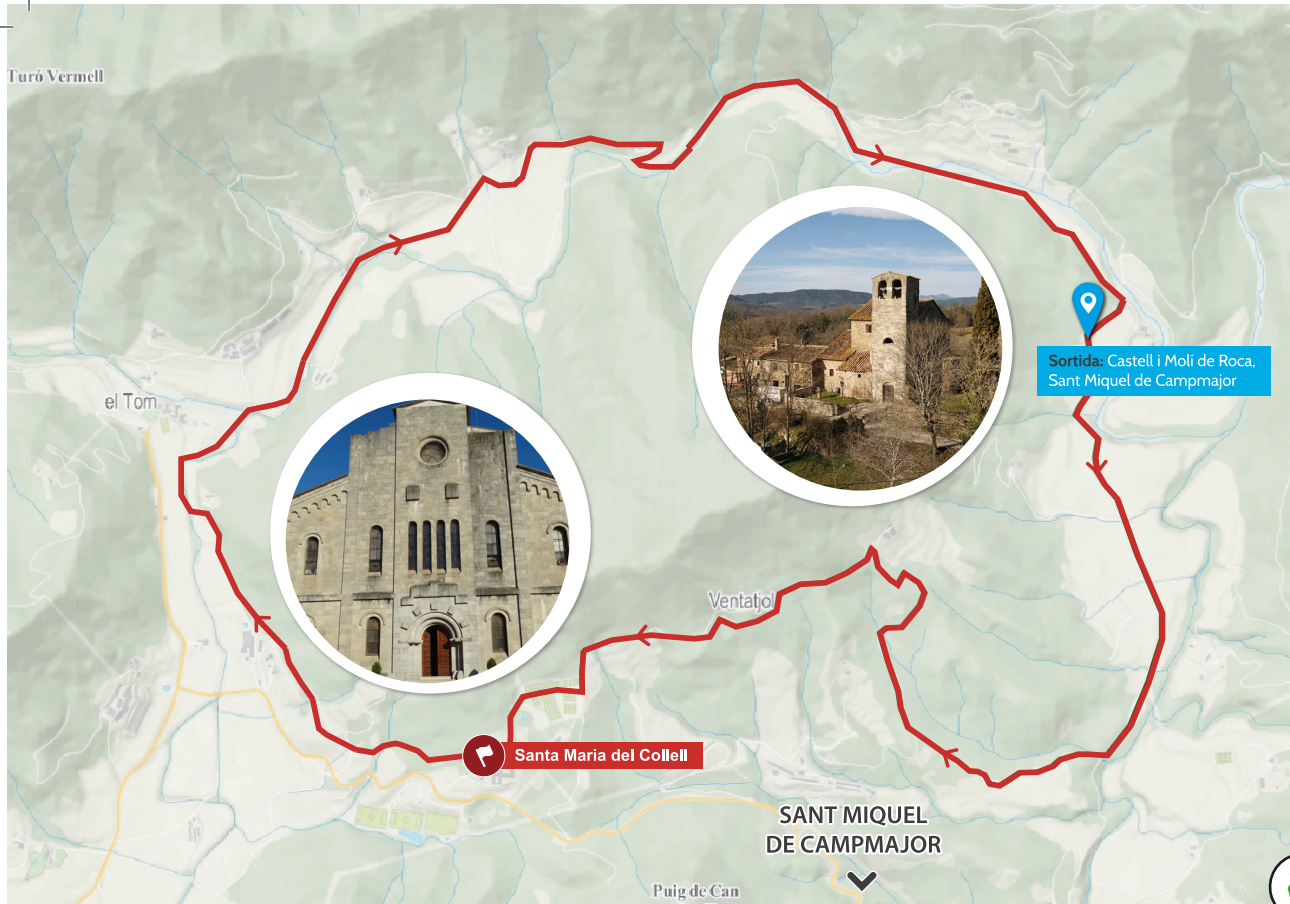 Turó Vermell
Sortida: Castell i Molí de Roca,
Sant Miquel de Campmajor
el Torn
Ventatjol
Santa Maria del Collell
SANT MIQUEL
DE CAMPMAJOR
Puig de Can